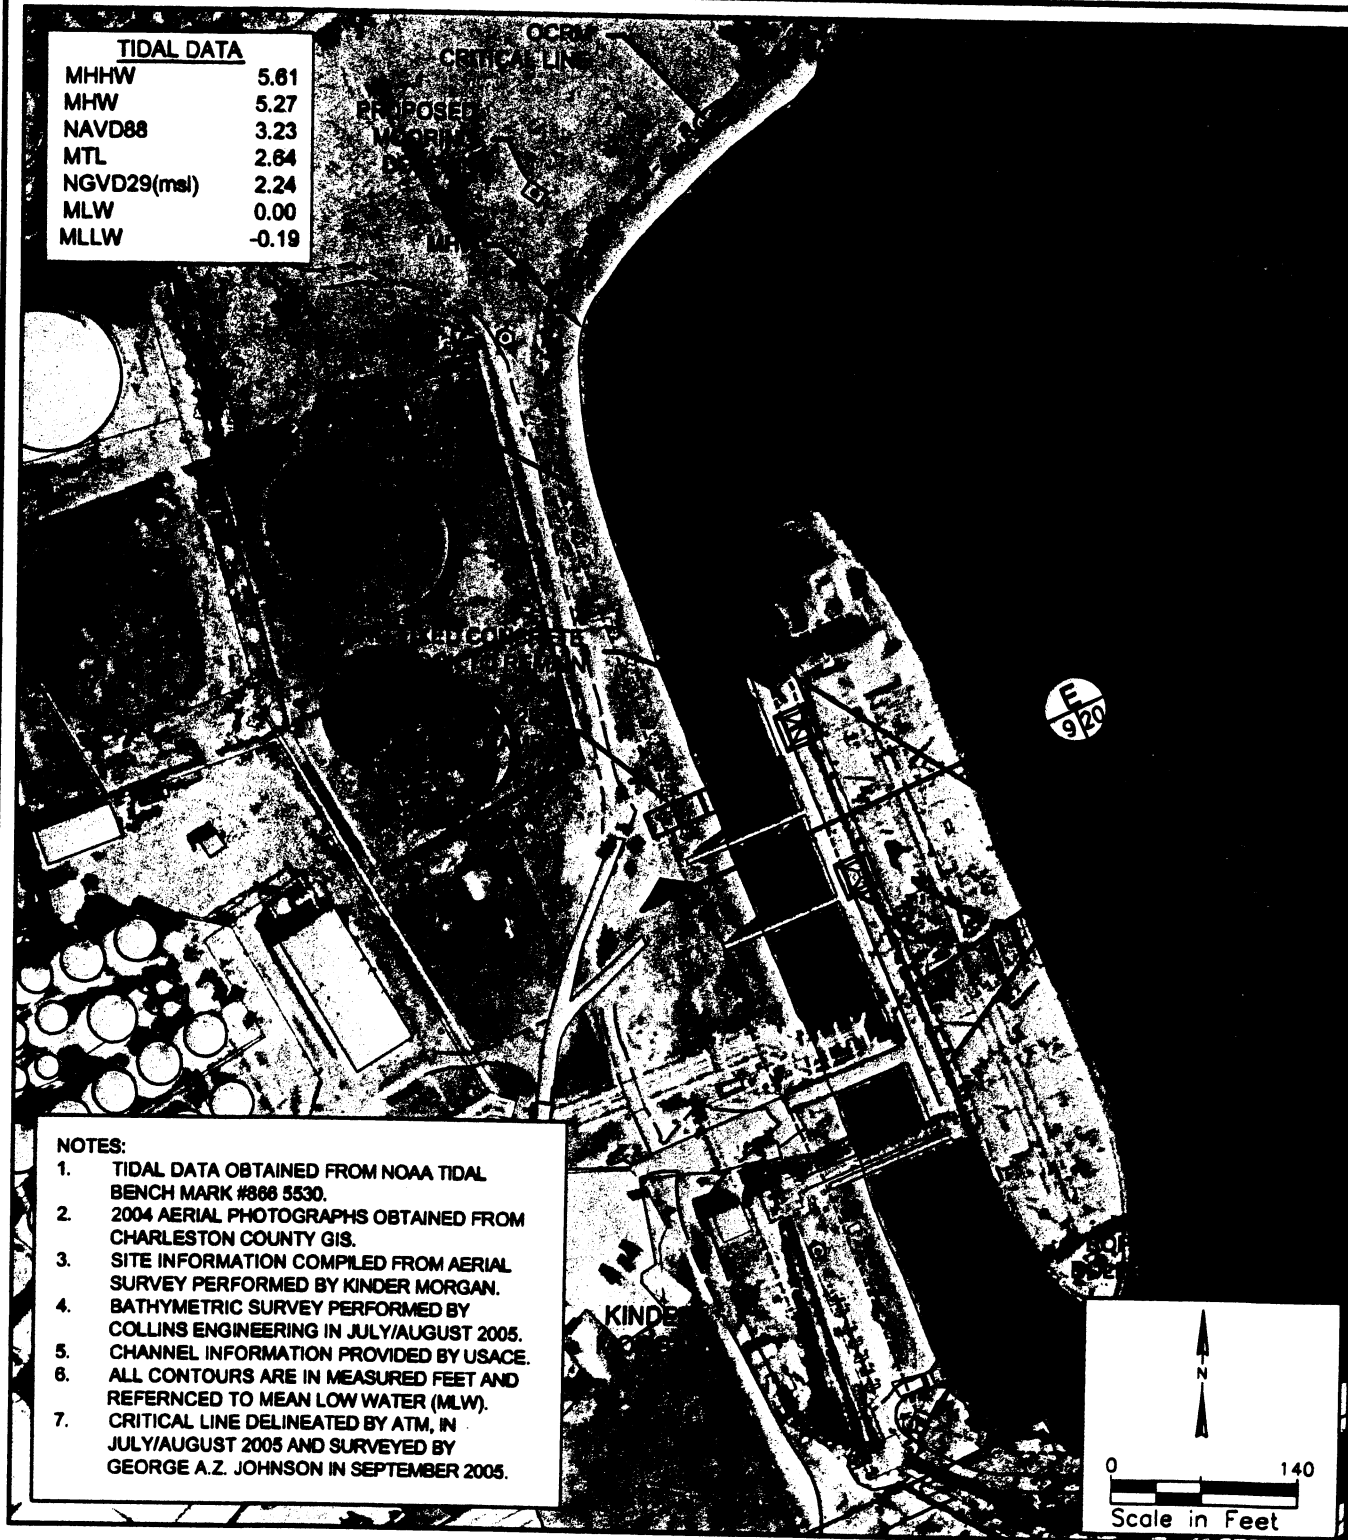 TIDAL DATA
MHHW 5.61
MHW 5.27
NAVD88 3.23
MTL 2.64
NGVD29(msl) 2.24
MLW 0.00
MLLW -0.19
OCRM
CRITICAL LINE
PROPOSED
MOORING
E
9 20
NOTES:
1. TIDAL DATA OBTAINED FROM NOAA TIDAL
BENCH MARK #866 5530.
2. 2004 AERIAL PHOTOGRAPHS OBTAINED FROM
CHARLESTON COUNTY GIS.
3. SITE INFORMATION COMPILED FROM AERIAL
SURVEY PERFORMED BY KINDER MORGAN.
4. BATHYMETRIC SURVEY PERFORMED BY
COLLINS ENGINEERING IN JULY/AUGUST 2005.
5. CHANNEL INFORMATION PROVIDED BY USACE.
6. ALL CONTOURS ARE IN MEASURED FEET AND
REFERNCED TO MEAN LOW WATER (MLW).
7. CRITICAL LINE DELINEATED BY ATM, IN
JULY/AUGUST 2005 AND SURVEYED BY
GEORGE A.Z. JOHNSON IN SEPTEMBER 2005.
KINDER
N
0 140
Scale in Feet